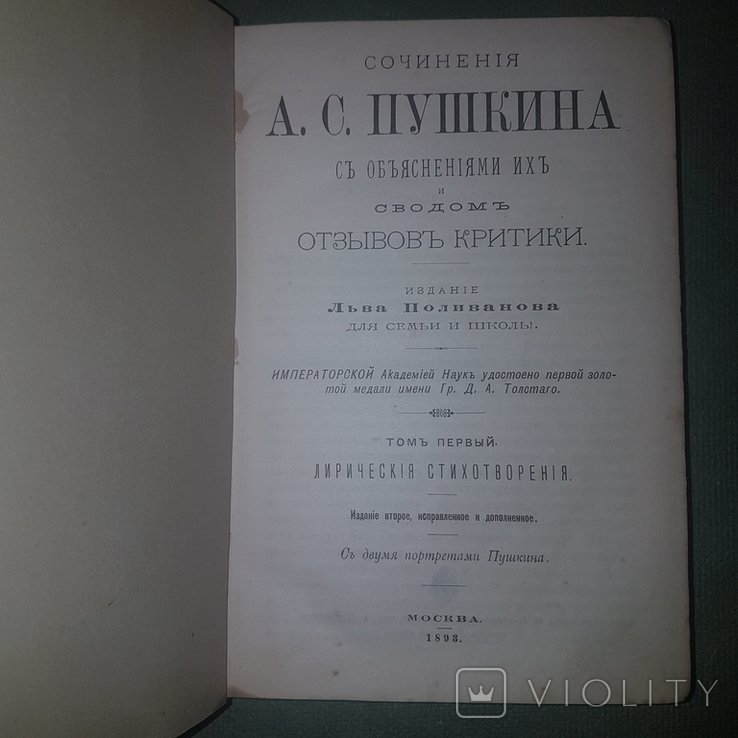 СОЧИНЕНІЯ
А. С. ПУШКИНА
СЪ ОБЪЯСНЕНІЯМИ ИХЪ
И
СВОДОМЪ
ОТЗЫВОВЪ КРИТИКИ.
ИЗДАНІЕ
Льва Поливанова
ДЛЯ СЕМЬИ И ШКОЛЫ.
ИМПЕРАТОРСКОЙ Академіей Наукъ удостоено первой золо-
той медали имени Гр. Д. А. Толстаго.
ТОМЪ ПЕРВЫЙ.
ЛИРИЧЕСКІЯ СТИХОТВОРЕНІЯ.
Изданіе второе, исправленное и дополненное.
Съ двумя портретами Пушкина.
МОСКВА.
1893.
VIOLITY